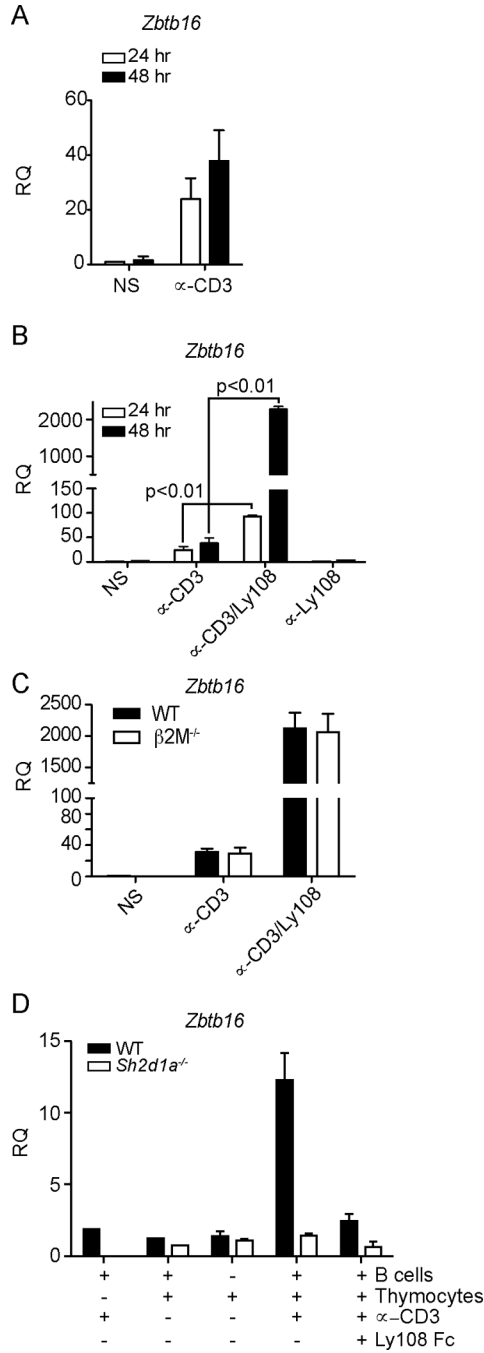 A
Zbtb16
24 hr
48 hr
60
40
20
0
RQ
NS
∝-CD3
B
Zbtb16
24 hr
48 hr
p<0.01
p<0.01
2000
1000
150
100
50
0
RQ
NS
∝-CD3
∝-CD3/Ly108
∝-Ly108
C
Zbtb16
WT
β2M-/-
2500
2000
1500
100
80
40
0
RQ
NS
∝-CD3
∝-CD3/Ly108
D
Zbtb16
WT
Sh2d1a-/-
15
10
5
0
RQ
+ + - + + B cells
- + + + + Thymocytes
+ - - + + ∝-CD3
- - - - + Ly108 Fc